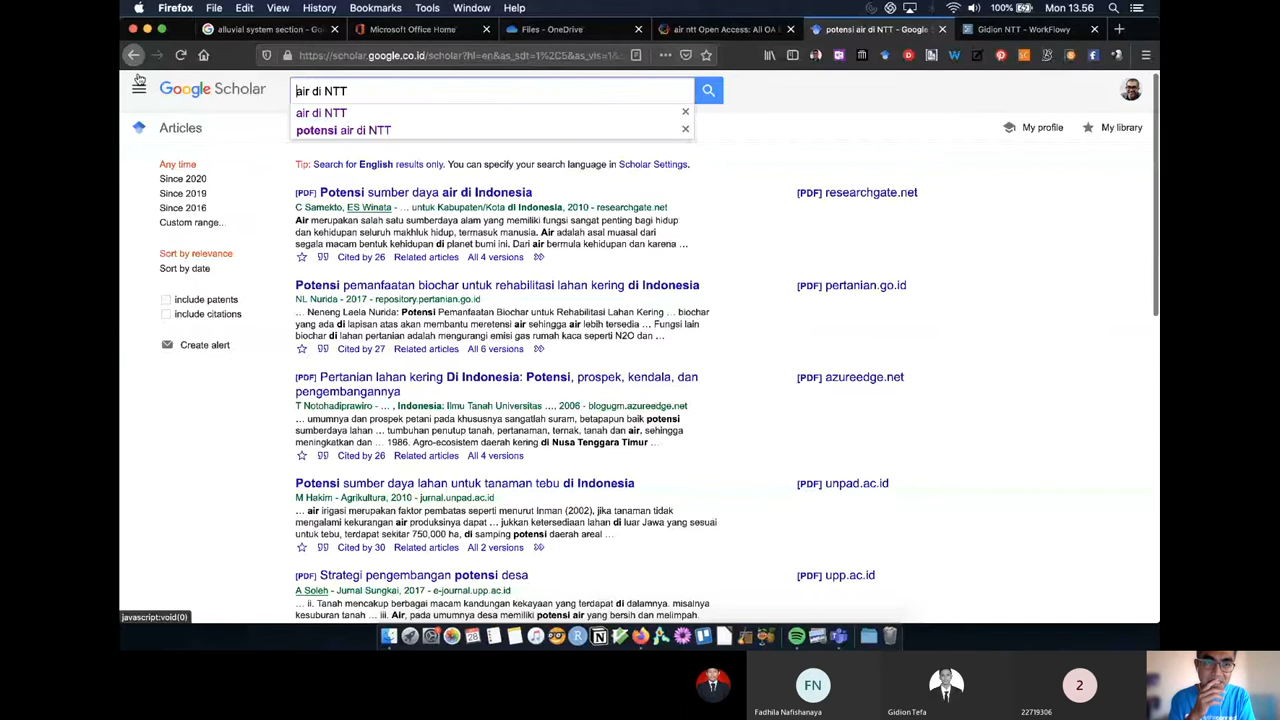 Firefox File Edit View History Bookmarks Tools Window Help 100% Mon 13.56
alluvial system section - Go
Microsoft Office Home
Files - OneDrive
air ntt Open Access: All OA
potensi air di NTT - Google S
Gidion NTT - WorkFlowy
https://scholar.google.co.id/scholar?hl=en&as_sdt=1%2C5&as_vis=1&
Google Scholar
air di NTT
air di NTT
potensi air di NTT
Articles
My profile
My library
Any time
Since 2020
Since 2019
Since 2016
Custom range...
Sort by relevance
Sort by date
include patents
include citations
Create alert
Tip: Search for English results only. You can specify your search language in Scholar Settings.
[PDF] Potensi sumber daya air di Indonesia
[PDF] researchgate.net
C Samekto, ES Winata - … untuk Kabupaten/Kota di Indonesia, 2010 - researchgate.net
Air merupakan salah satu sumberdaya alam yang memiliki fungsi sangat penting bagi hidup
dan kehidupan seluruh makhluk hidup, termasuk manusia. Air adalah asal muasal dari
segala macam bentuk kehidupan di planet bumi ini. Dari air bermula kehidupan dan karena …
Cited by 26 Related articles All 4 versions
Potensi pemanfaatan biochar untuk rehabilitasi lahan kering di Indonesia
[PDF] pertanian.go.id
NL Nurida - 2017 - repository.pertanian.go.id
… Neneng Laela Nurida: Potensi Pemanfaatan Biochar untuk Rehabilitasi Lahan Kering … biochar
yang ada di lapisan atas akan membantu meretensi air sehingga air lebih tersedia … Fungsi lain
biochar di lahan pertanian adalah mengurangi emisi gas rumah kaca seperti N2O dan …
Cited by 27 Related articles All 6 versions
[PDF] Pertanian lahan kering Di Indonesia: Potensi, prospek, kendala, dan
pengembangannya
[PDF] azureedge.net
T Notohadiprawiro - … , Indonesia: Ilmu Tanah Universitas …, 2006 - blogugm.azureedge.net
… umumnya dan prospek petani pada khususnya sangatlah suram, betapapun baik potensi
sumberdaya lahan … tumbuhan penutup tanah, pertanaman, ternak, tanah dan air, sehingga
meningkatkan dan … 1986. Agro-ecosistem daerah kering di Nusa Tenggara Timur …
Cited by 26 Related articles All 4 versions
Potensi sumber daya lahan untuk tanaman tebu di Indonesia
[PDF] unpad.ac.id
M Hakim - Agrikultura, 2010 - jurnal.unpad.ac.id
… air irigasi merupakan faktor pembatas seperti menurut Inman (2002), jika tanaman tidak
mengalami kekurangan air produksinya dapat … jukkan ketersediaan lahan di luar Jawa yang sesuai
untuk tebu, terdapat sekitar 750,000 ha, di samping potensi daerah areal …
Cited by 30 Related articles All 2 versions
[PDF] Strategi pengembangan potensi desa
[PDF] upp.ac.id
A Soleh - Jurnal Sungkai, 2017 - e-journal.upp.ac.id
… ii. Tanah mencakup berbagai macam kandungan kekayaan yang terdapat di dalamnya. misalnya
kesuburan tanah … iii. Air, pada umumnya desa memiliki potensi air yang bersih dan melimpah.
javascript:void(0)
FN
2
Fadhila Nafishanaya
Gidion Tefa
22719306